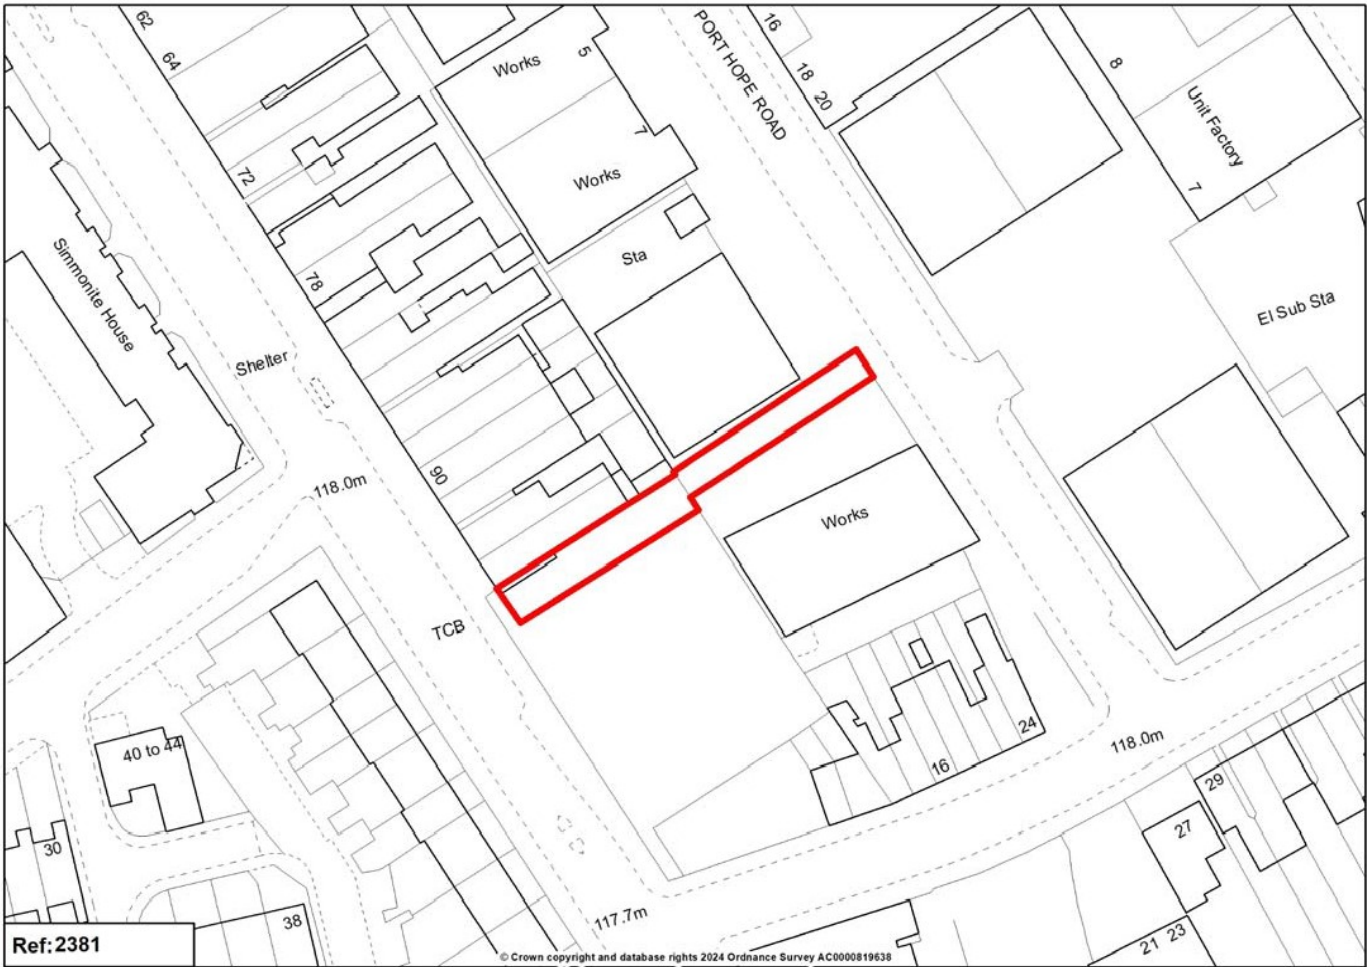 62
64
72
78
90
Works
5
7
Works
Sta
PORT HOPE ROAD
16
18
20
8
Unit Factory
7
El Sub Sta
Simmonite House
Shelter
118.0m
TCB
Works
40 to 44
30
38
24
16
118.0m
29
27
21
23
117.7m
Ref:2381
© Crown copyright and database rights 2024 Ordnance Survey AC0000819638